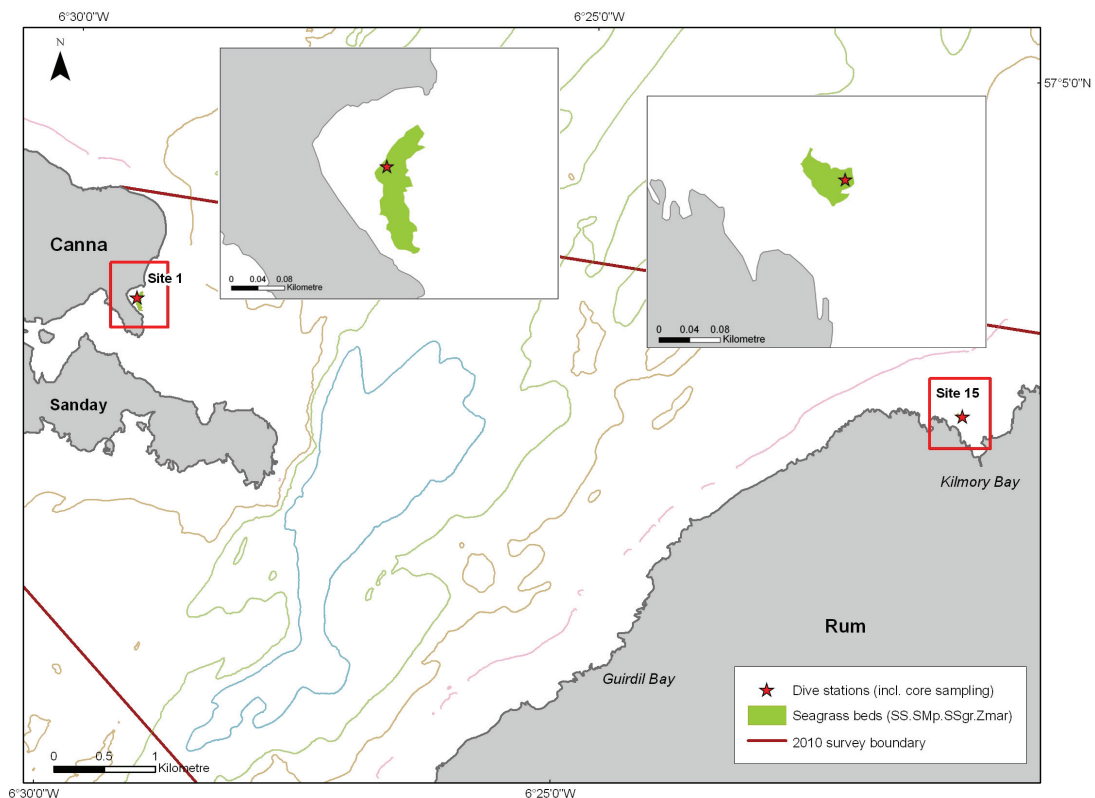 6°30'0"W
6°25'0"W
57°5'0"N
N
0 0.04 0.08
Kilometre
0 0.04 0.08
Kilometre
Canna
Site 1
Sanday
Site 15
Kilmory Bay
Rum
Guirdil Bay
Dive stations (incl. core sampling)
Seagrass beds (SS.SMp.SSgr.Zmar)
2010 survey boundary
0 0.5 1
Kilometre
6°30'0"W
6°25'0"W